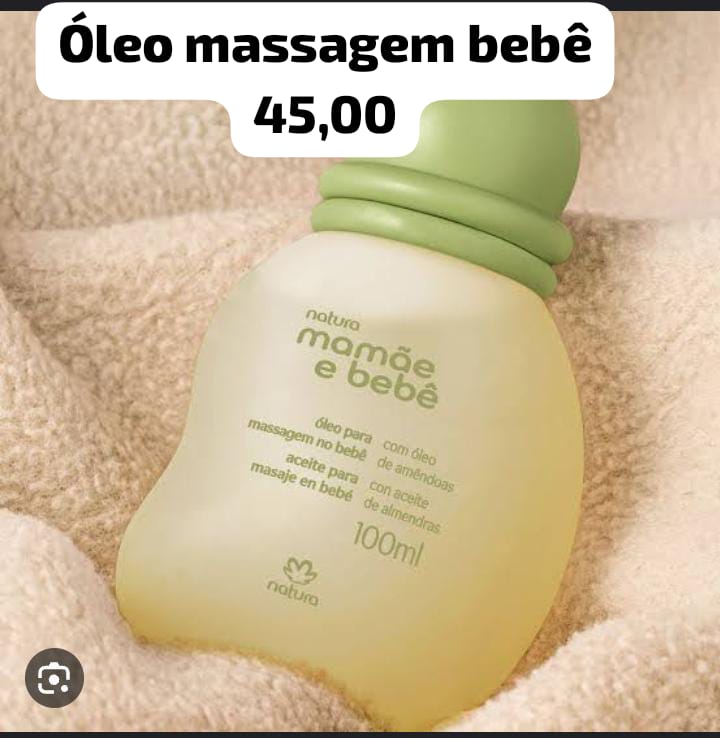 Óleo massagem bebê
45,00
natura
mamãe
e bebê
óleo para
massagem no bebê
com óleo
de amêndoas
aceite para
masaje en bebé
con aceite
de almendras
100ml
natura